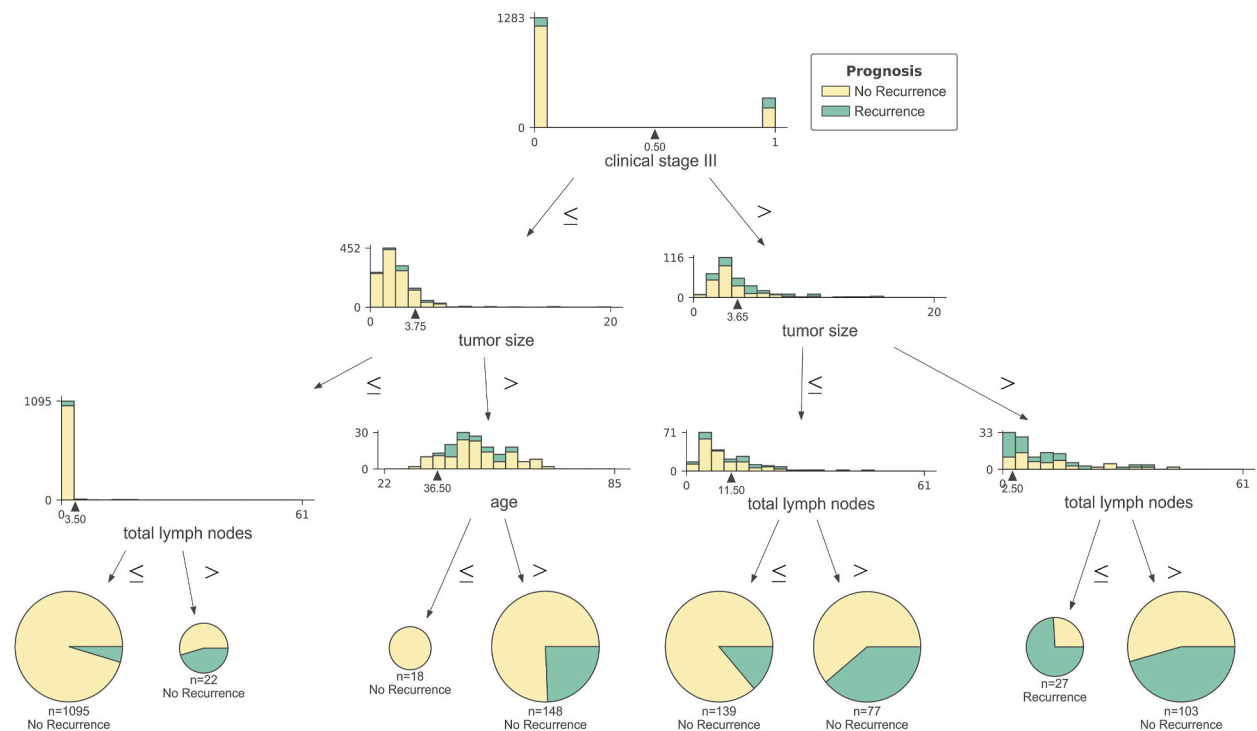 1283
0
0
0.50
1
clinical stage III
Prognosis
No Recurrence
Recurrence
≤
>
452
0
0
3.75
20
tumor size
116
0
0
3.65
20
tumor size
≤
>
≤
>
1095
0
0
3.50
61
total lymph nodes
30
0
22
36.50
85
age
71
0
0
11.50
61
total lymph nodes
33
0
0
2.50
61
total lymph nodes
≤
>
≤
>
≤
>
≤
>
n=1095
No Recurrence
n=22
No Recurrence
n=18
No Recurrence
n=148
No Recurrence
n=139
No Recurrence
n=77
No Recurrence
n=27
Recurrence
n=103
No Recurrence